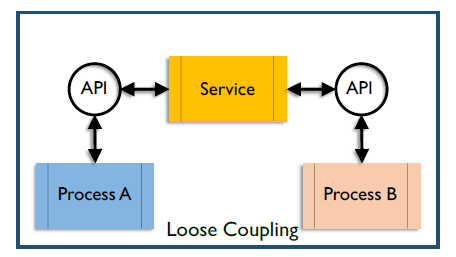 API
Service
API
Process A
Process B
Loose Coupling